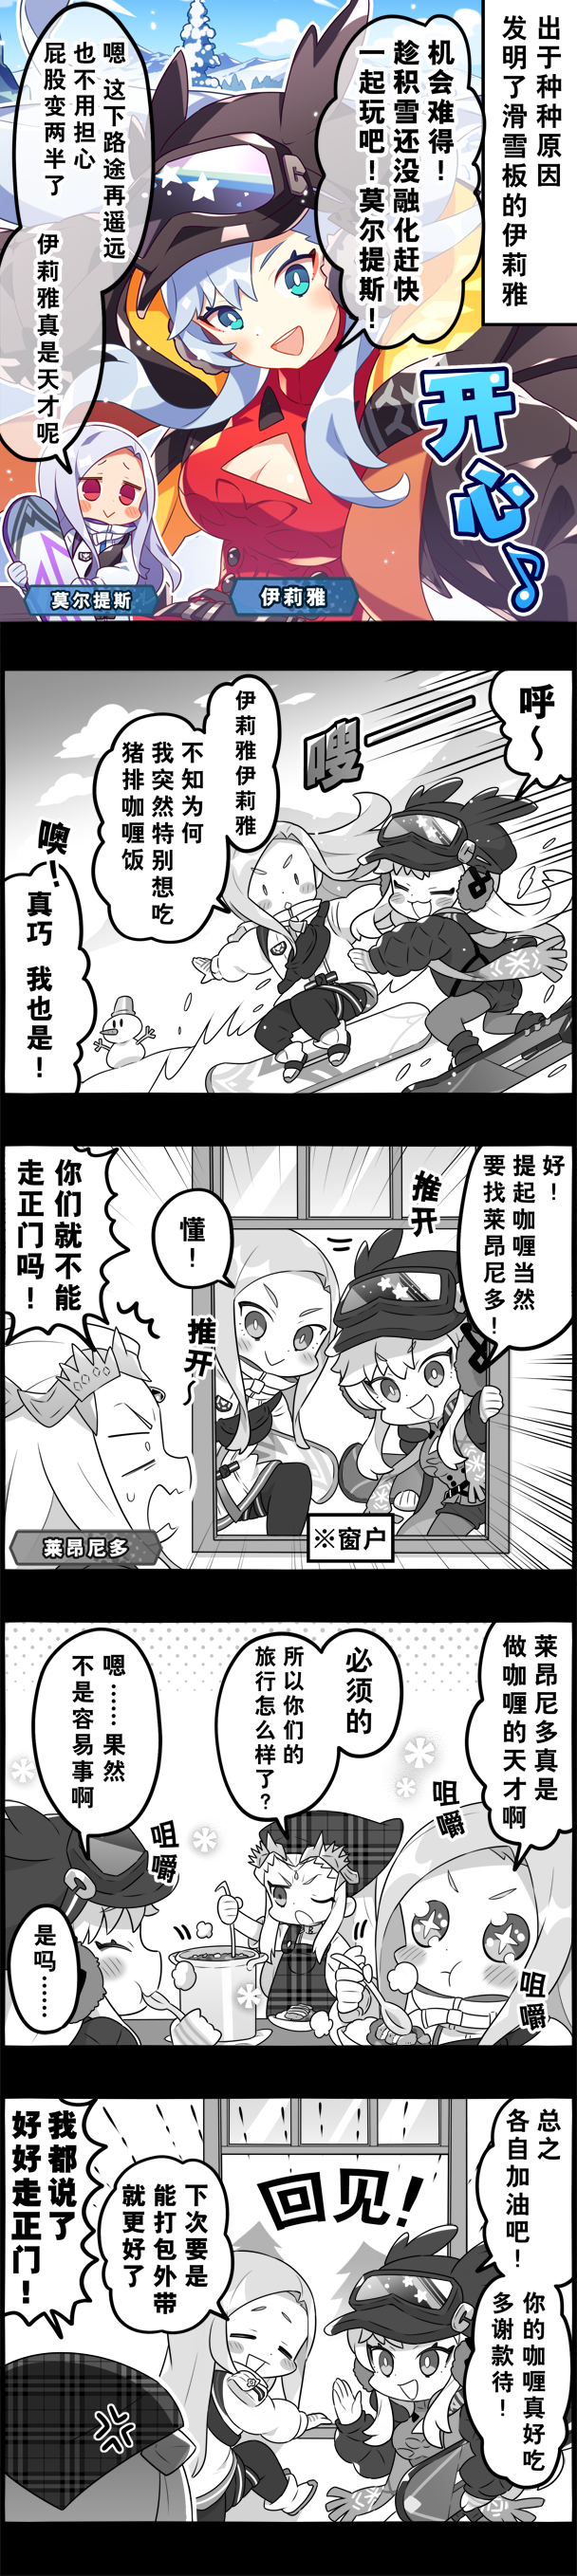 出于种种原因
发明了滑雪板的伊莉雅
机会难得！
趁积雪还没融化赶快
一起玩吧！莫尔提斯！
嗯 这下路途再遥远
也不用担心
屁股变两半了
伊莉雅真是天才呢
开心♪
莫尔提斯
伊莉雅
呼～
嗖——
伊莉雅伊莉雅
不知为何
我突然特别想吃
猪排咖喱饭
噢！
真巧 我也是！
好！
提起咖喱当然
要找莱昂尼多！
推开
懂！
推开～
你们就不能
走正门吗！
※窗户
莱昂尼多
莱昂尼多真是
做咖喱的天才啊
咀嚼
咀嚼
必须的
所以你们的
旅行怎么样了？
嗯……果然
不是容易事啊
咀嚼
是吗……
总之
各自加油吧！
你的咖喱真好吃
多谢款待！
回见！
下次要是
能打包外带
就更好了
我都说了
好好走正门！